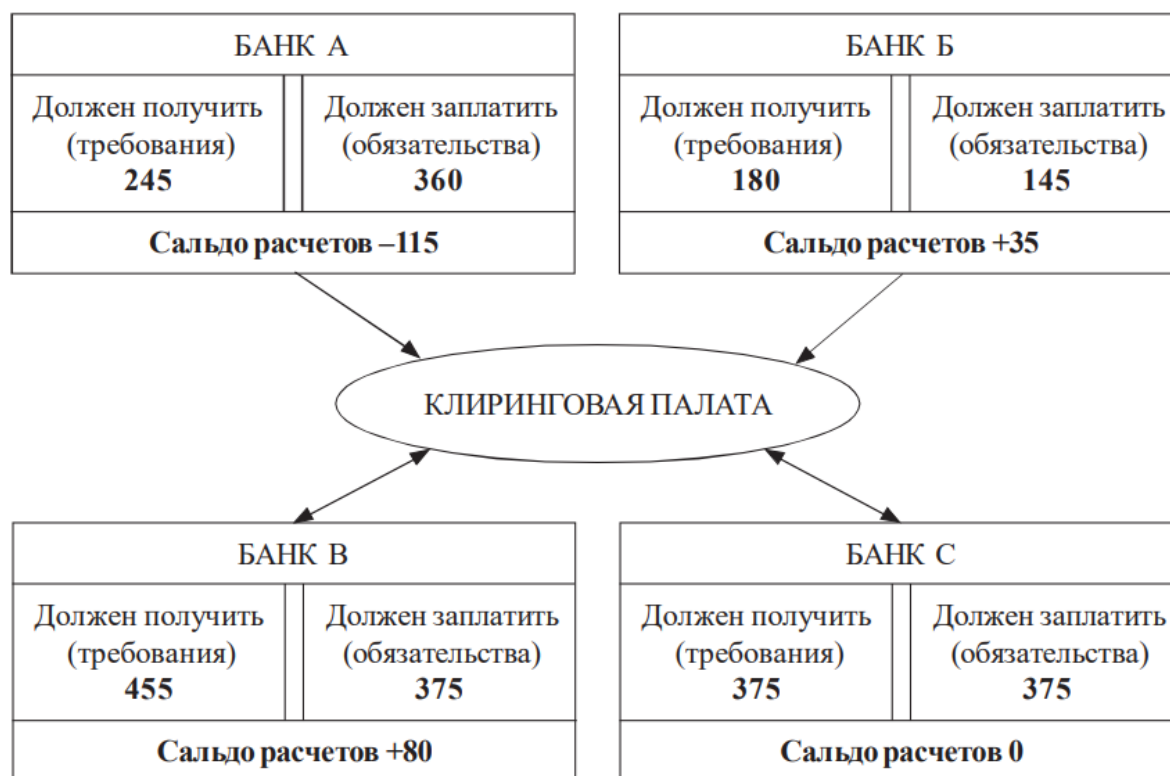 БАНК А
Должен получить
(требования)
245
Должен заплатить
(обязательства)
360
Сальдо расчетов –115
БАНК Б
Должен получить
(требования)
180
Должен заплатить
(обязательства)
145
Сальдо расчетов +35
КЛИРИНГОВАЯ ПАЛАТА
БАНК В
Должен получить
(требования)
455
Должен заплатить
(обязательства)
375
Сальдо расчетов +80
БАНК С
Должен получить
(требования)
375
Должен заплатить
(обязательства)
375
Сальдо расчетов 0